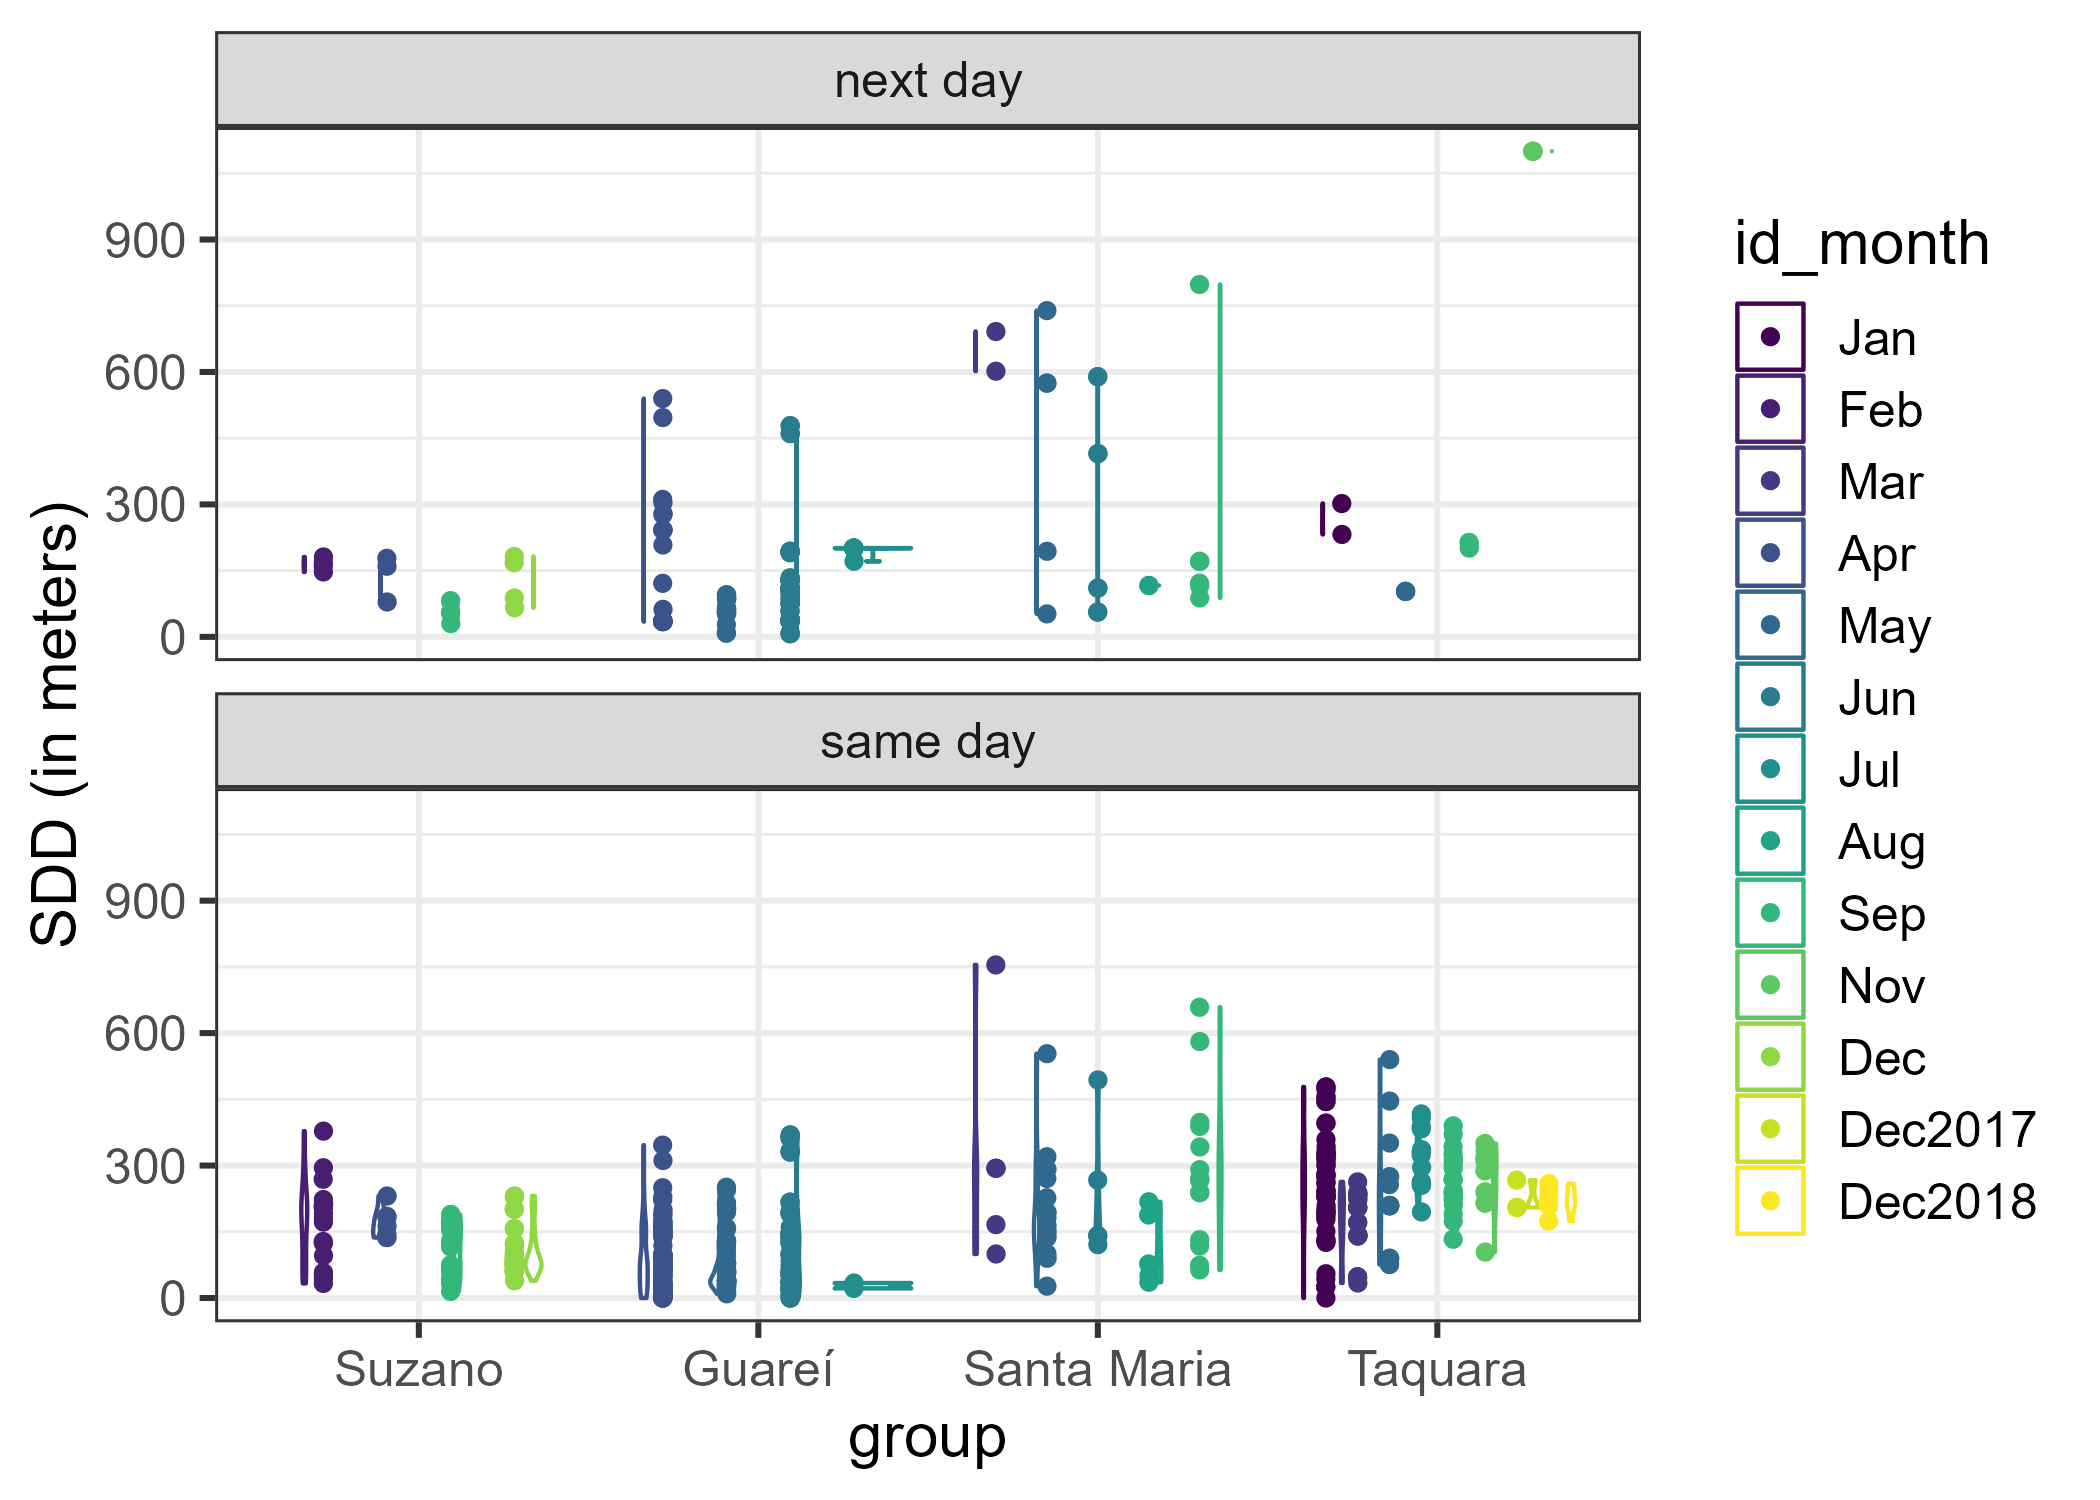 next day
900
600
300
0
same day
900
600
300
0
SDD (in meters)
Suzano
Guareí
Santa Maria
Taquara
group
id_month
Jan
Feb
Mar
Apr
May
Jun
Jul
Aug
Sep
Nov
Dec
Dec2017
Dec2018